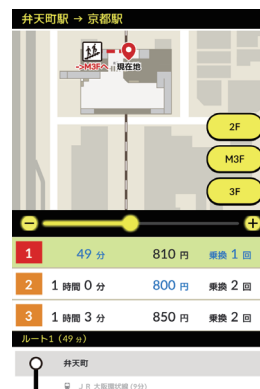 弁天町駅 → 京都駅
->M3Fへ 現在地
2F
M3F
3F
− +
1 49 分 810 円 乗換 1 回
2 1 時間 0 分 800 円 乗換 2 回
3 1 時間 3 分 850 円 乗換 2 回
ルート1 (49 分)
弁天町
ＪＲ 大阪環状線 (9分)